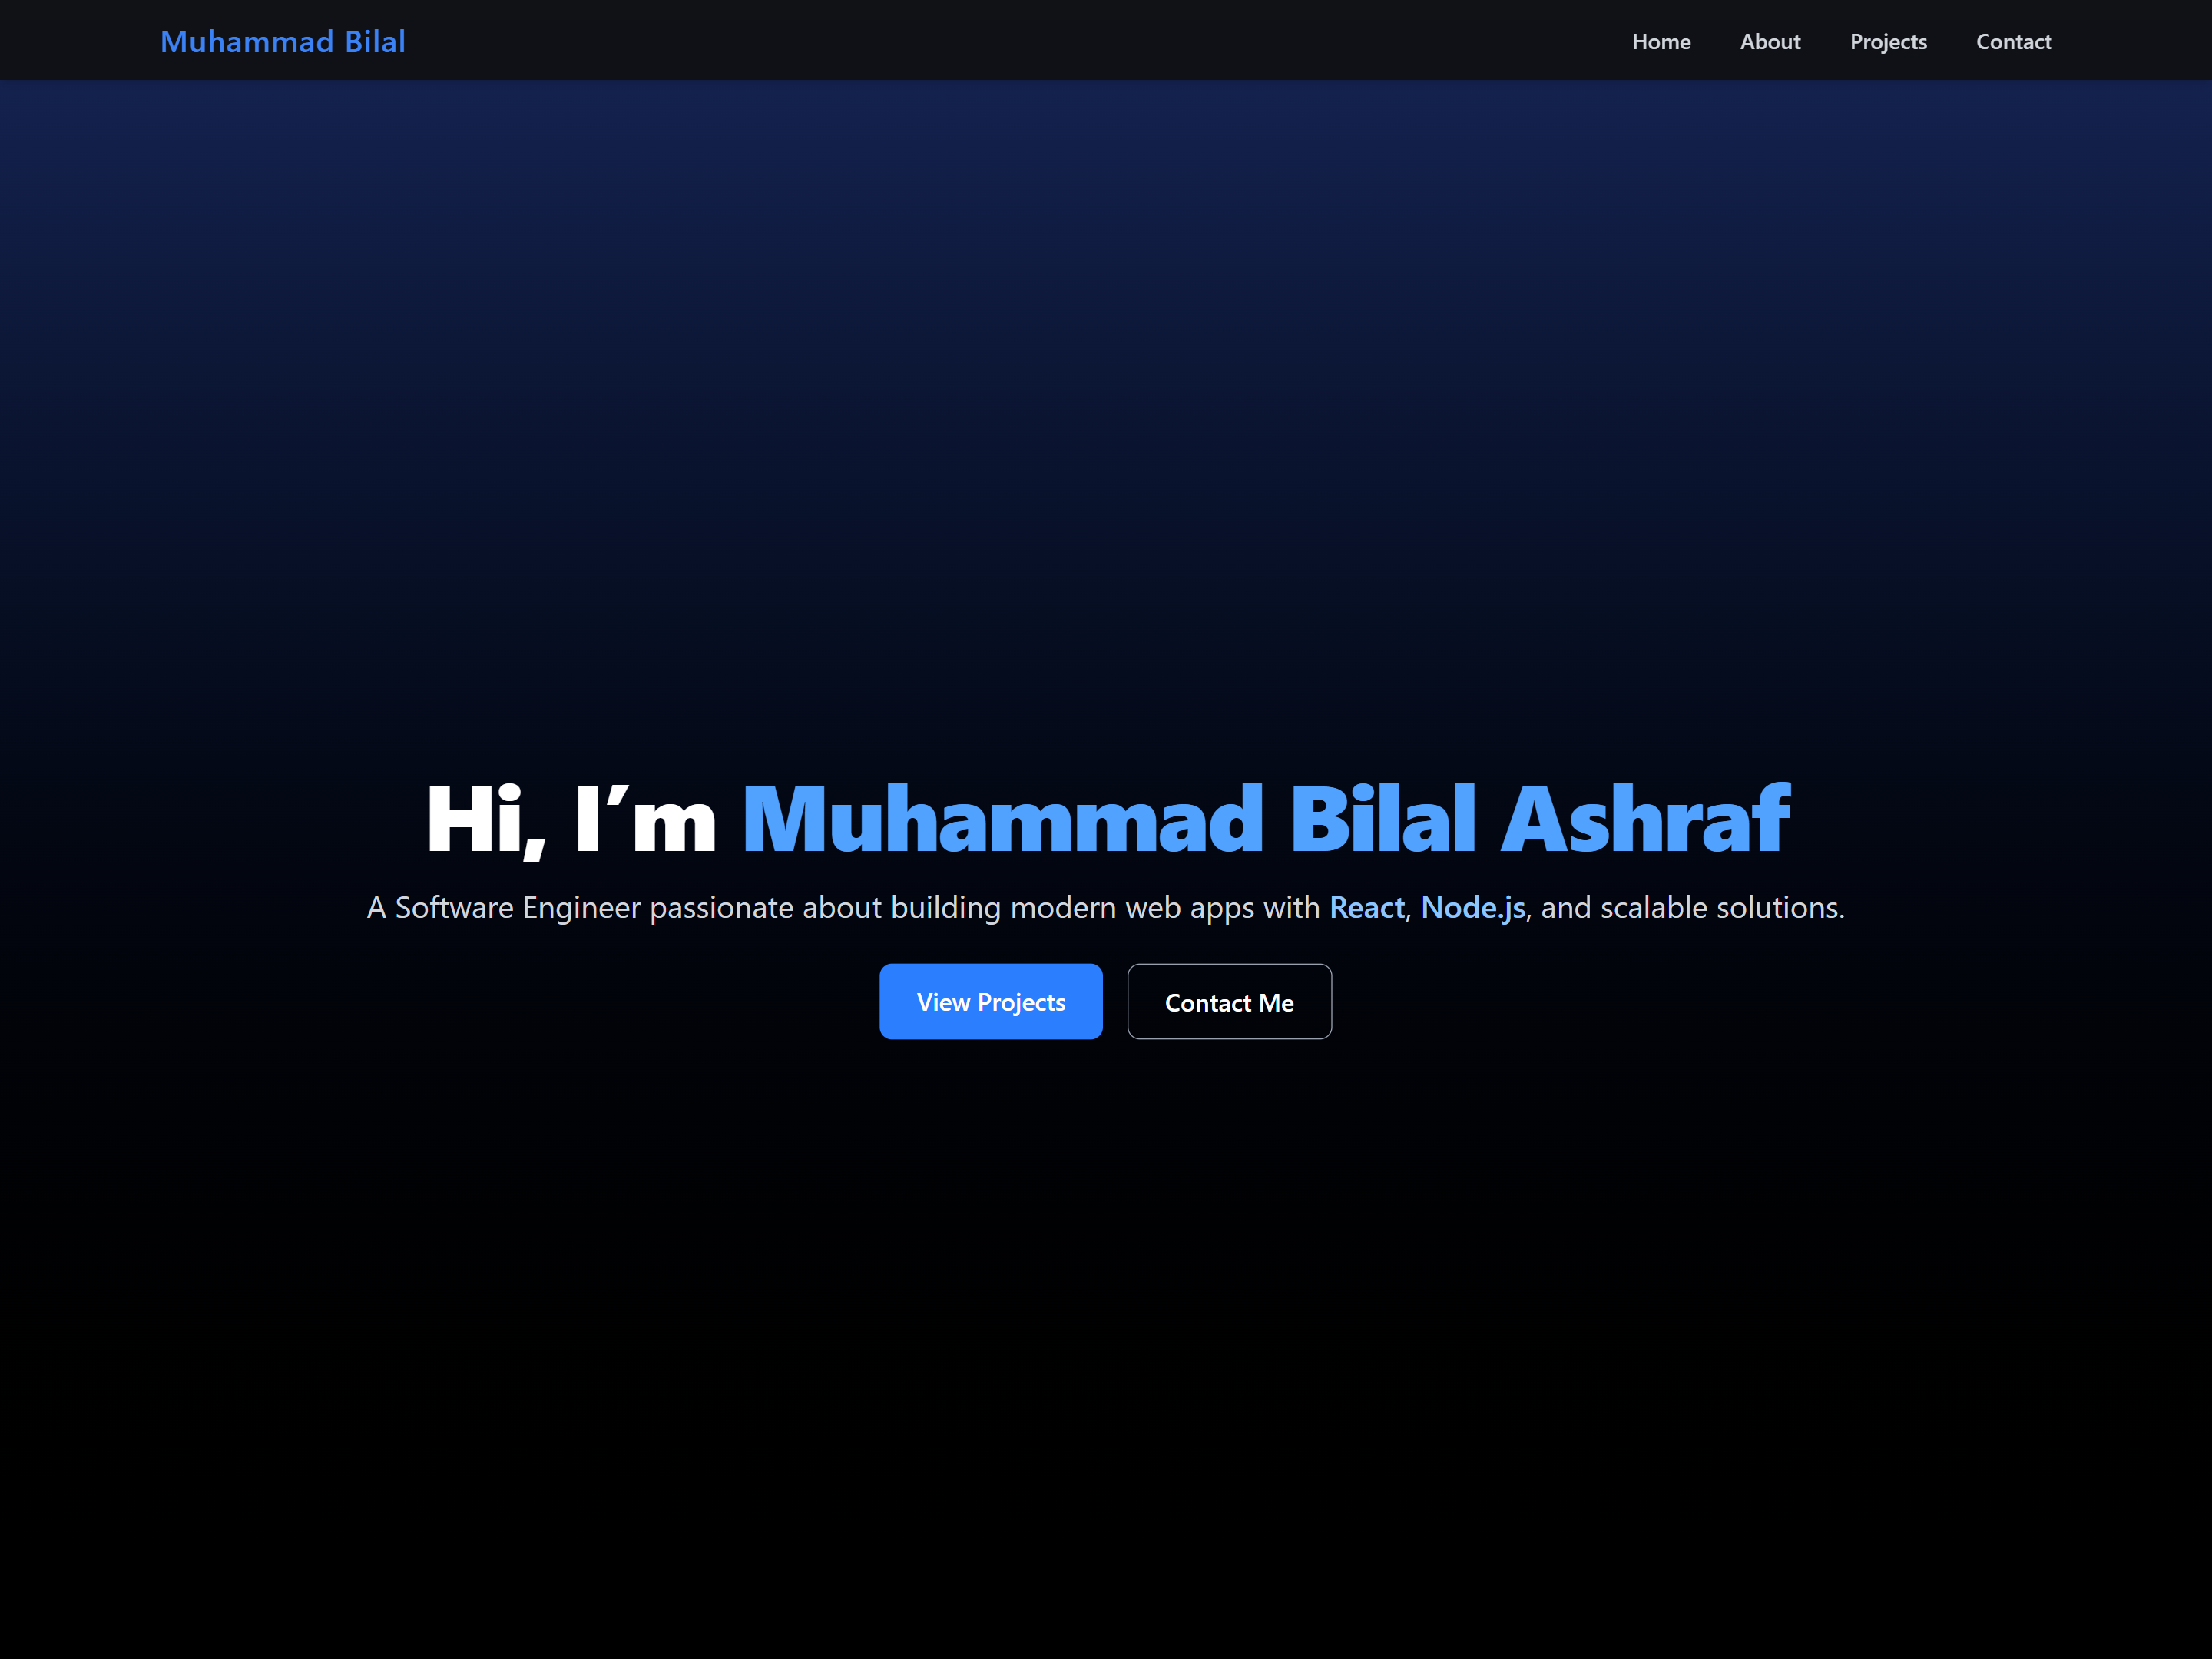 Muhammad Bilal
Home About Projects Contact
Hi, I’m Muhammad Bilal Ashraf
A Software Engineer passionate about building modern web apps with React, Node.js, and scalable solutions.
View Projects
Contact Me